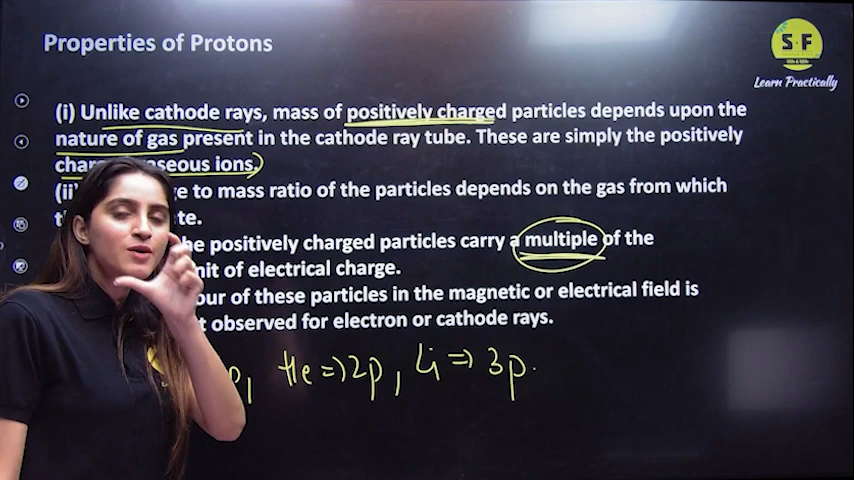 Properties of Protons
S F
Learn Practically
(i) Unlike cathode rays, mass of positively charged particles depends upon the
nature of gas present in the cathode ray tube. These are simply the positively
gaseous ions.
(ii) to mass ratio of the particles depends on the gas from which
te.
he positively charged particles carry a multiple of the
nit of electrical charge.
our of these particles in the magnetic or electrical field is
t observed for electron or cathode rays.
He => 2p, Li => 3p.